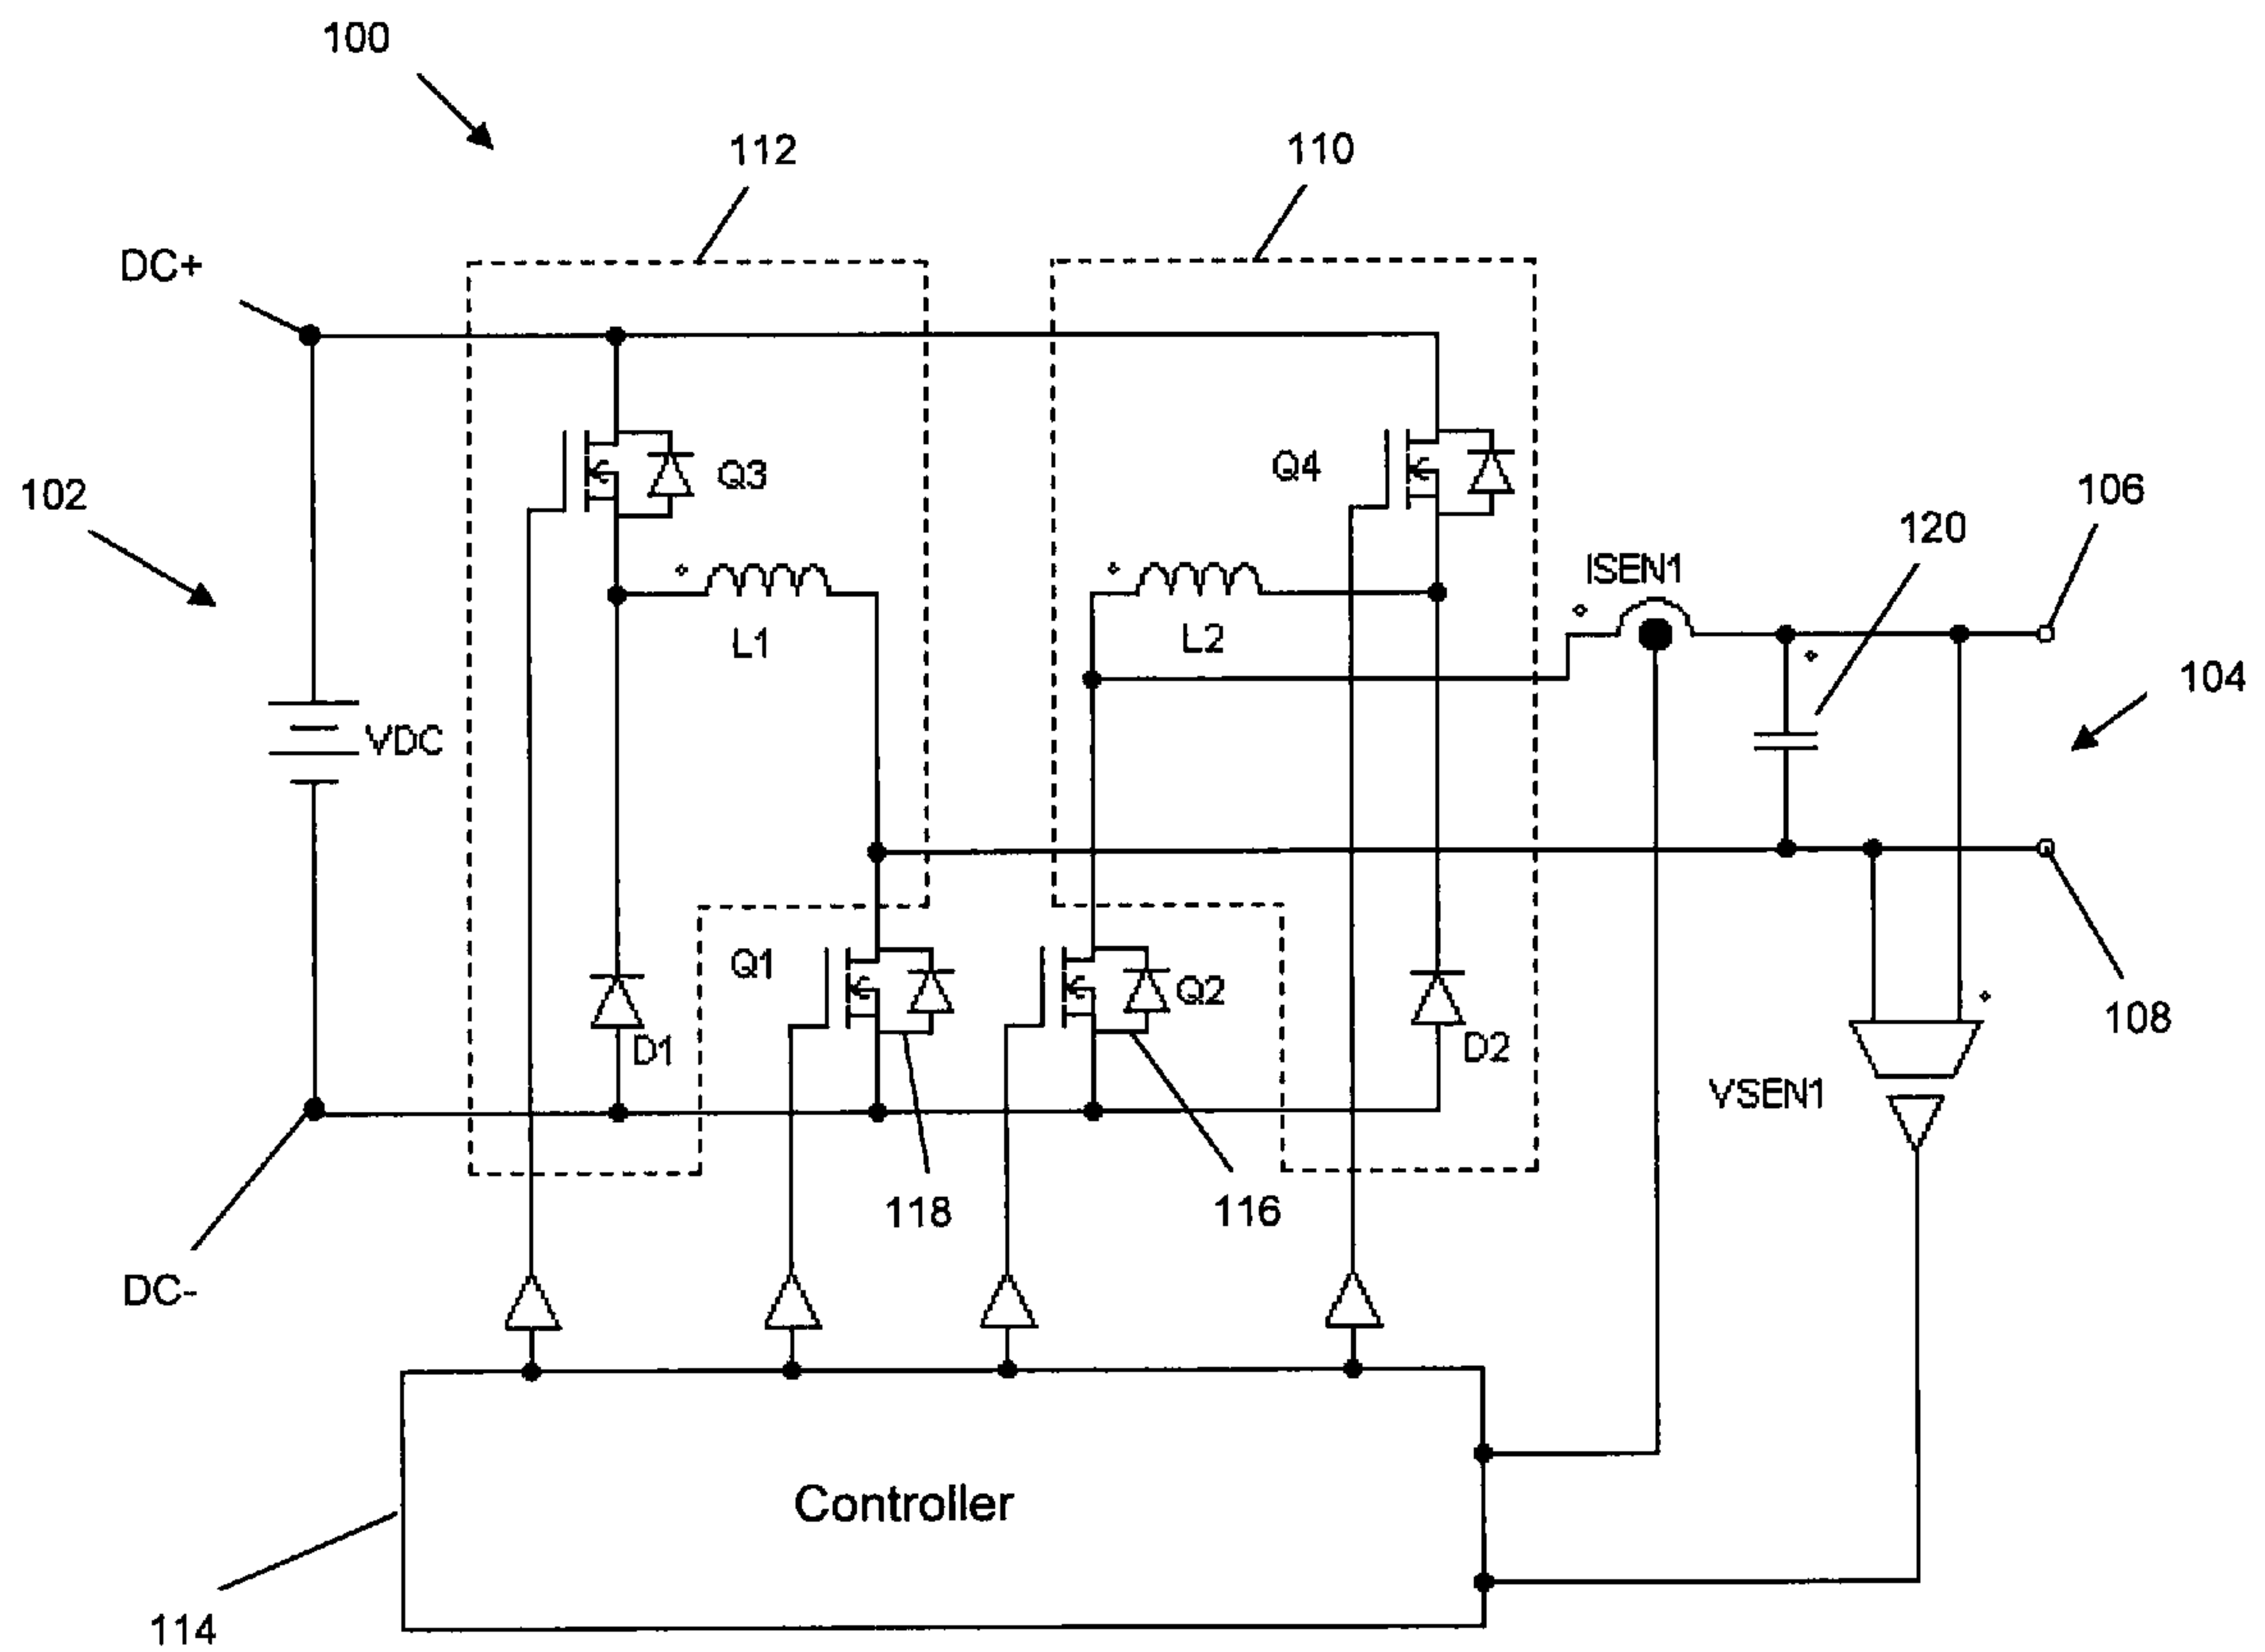 100
112
110
DC+
102
Q3
Q4
106
120
ISEN1
L1
L2
104
VDC
Q1
Q2
D1
D2
108
VSEN1
118
116
DC-
Controller
114